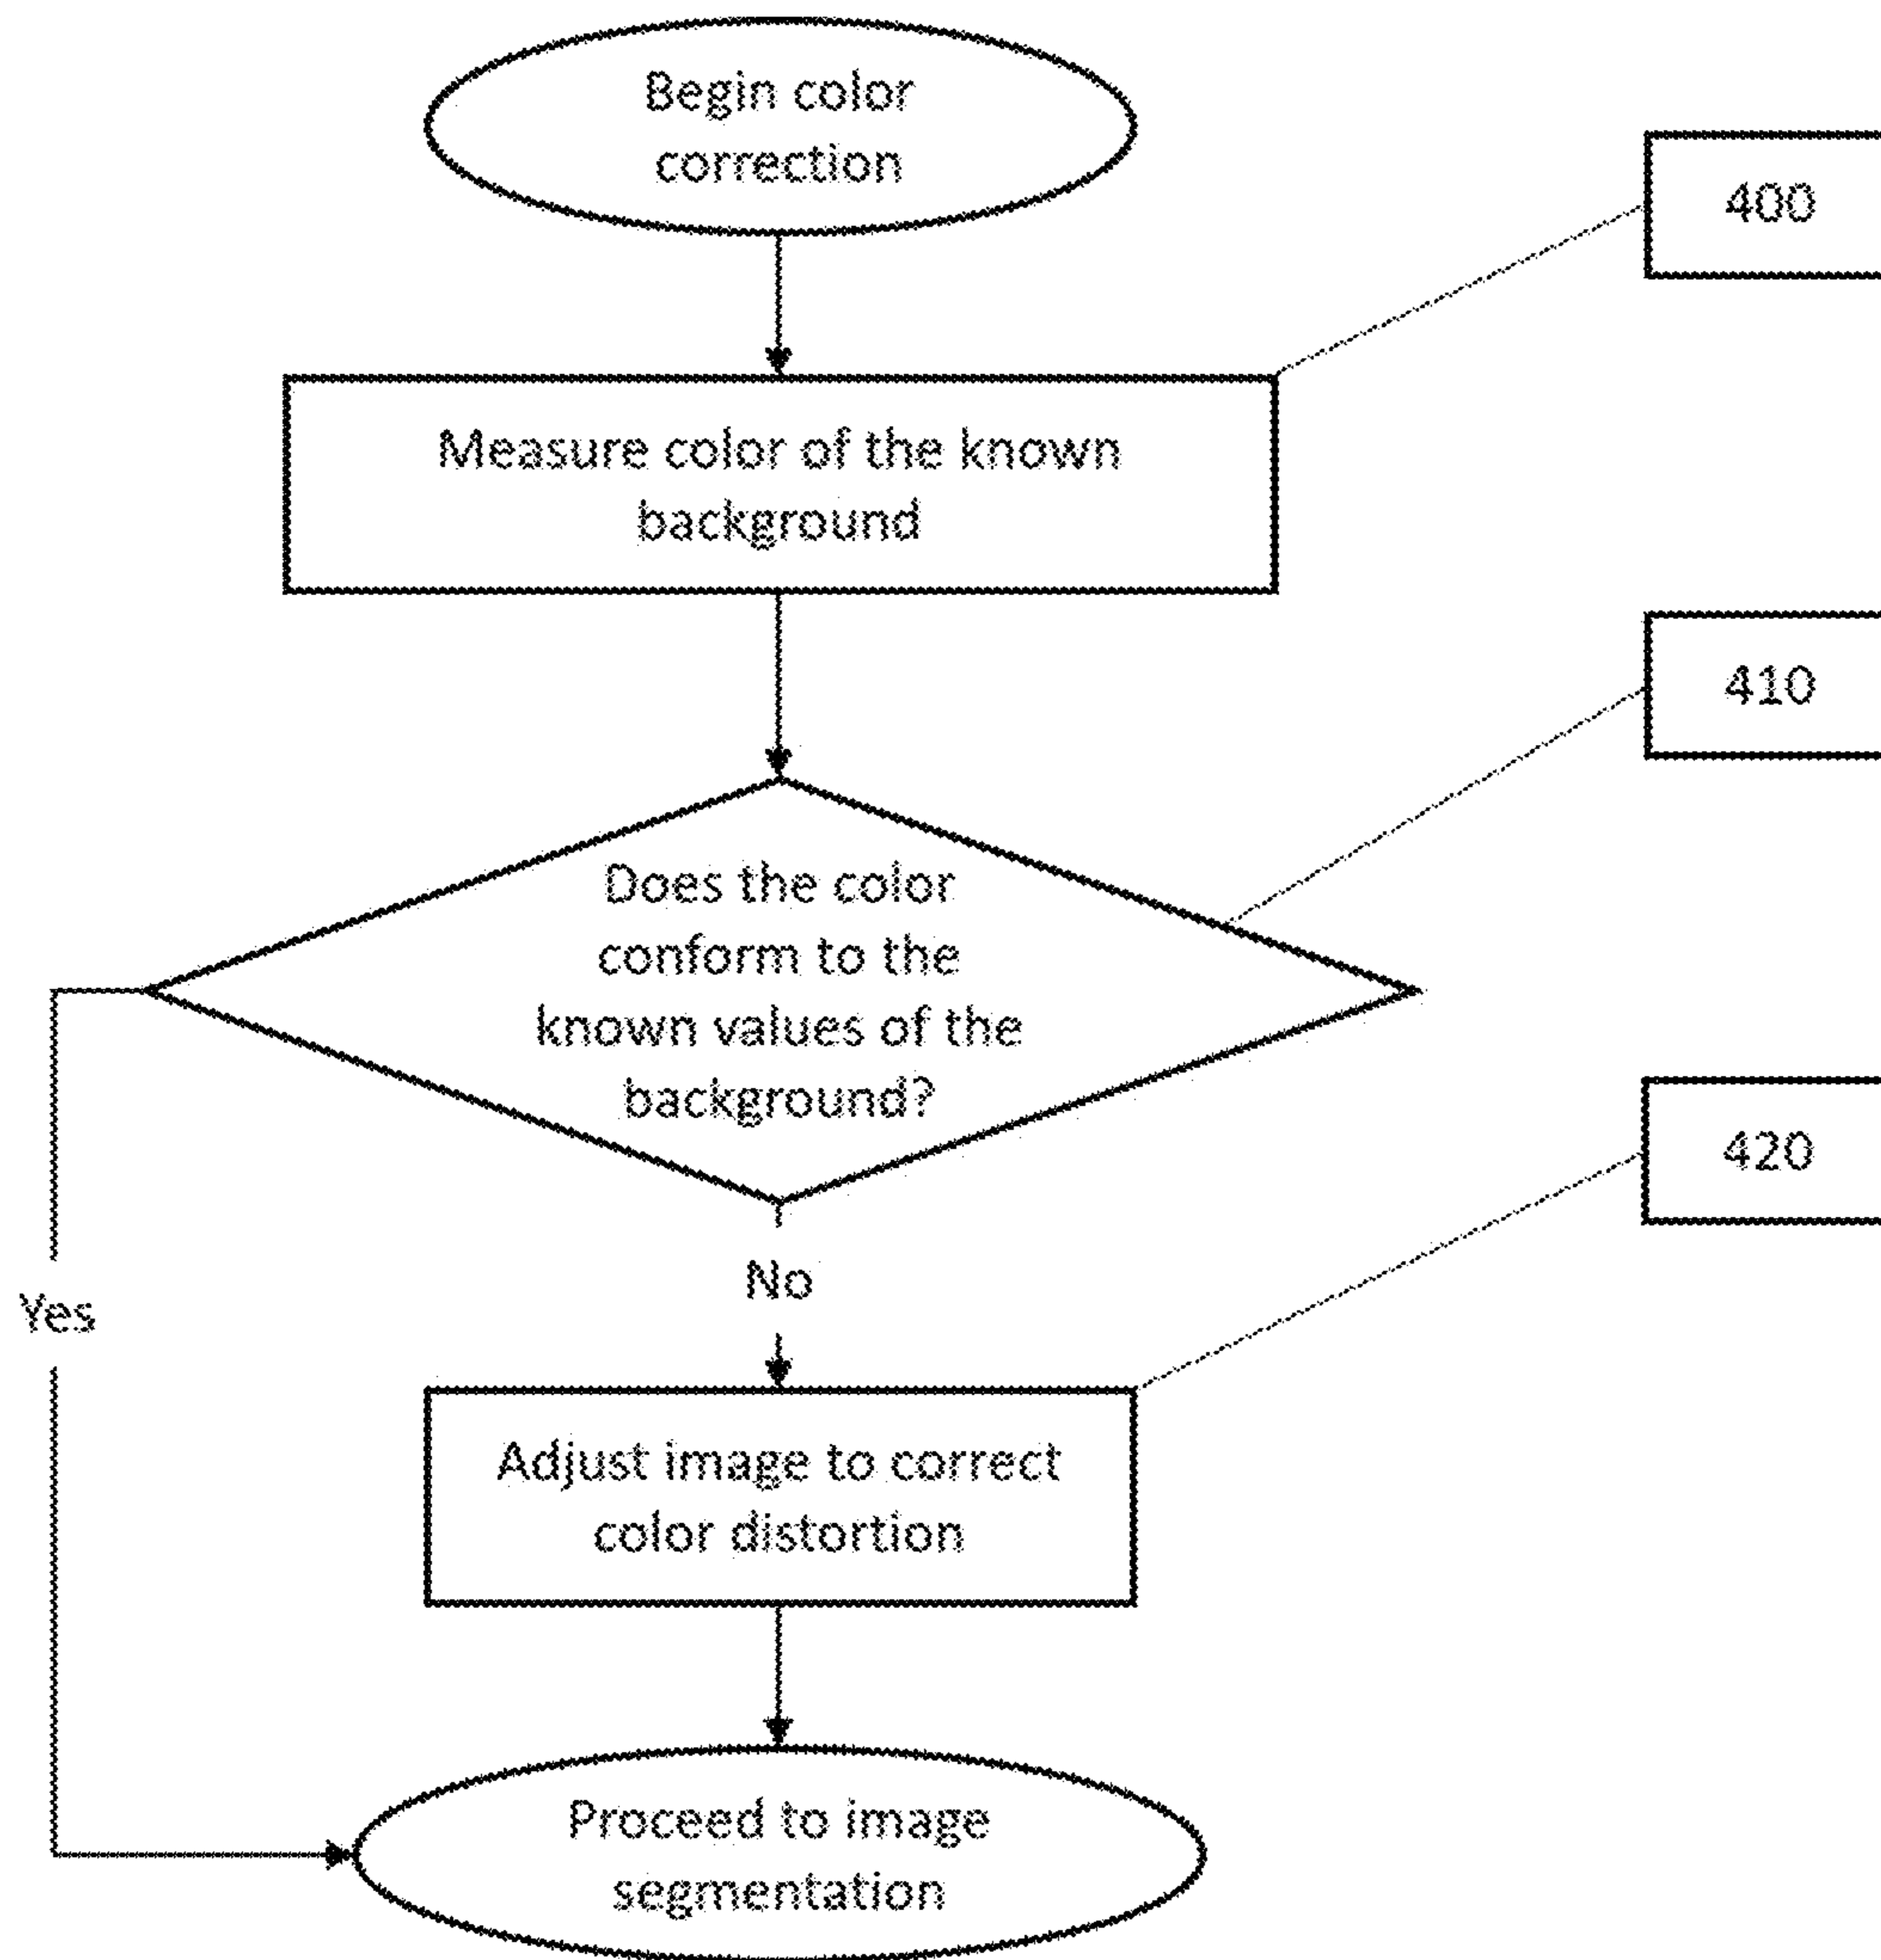 Begin color
correction
400
Measure color of the known
background
410
Does the color
conform to the
known values of the
background?
420
No
Yes
Adjust image to correct
color distortion
Proceed to image
segmentation